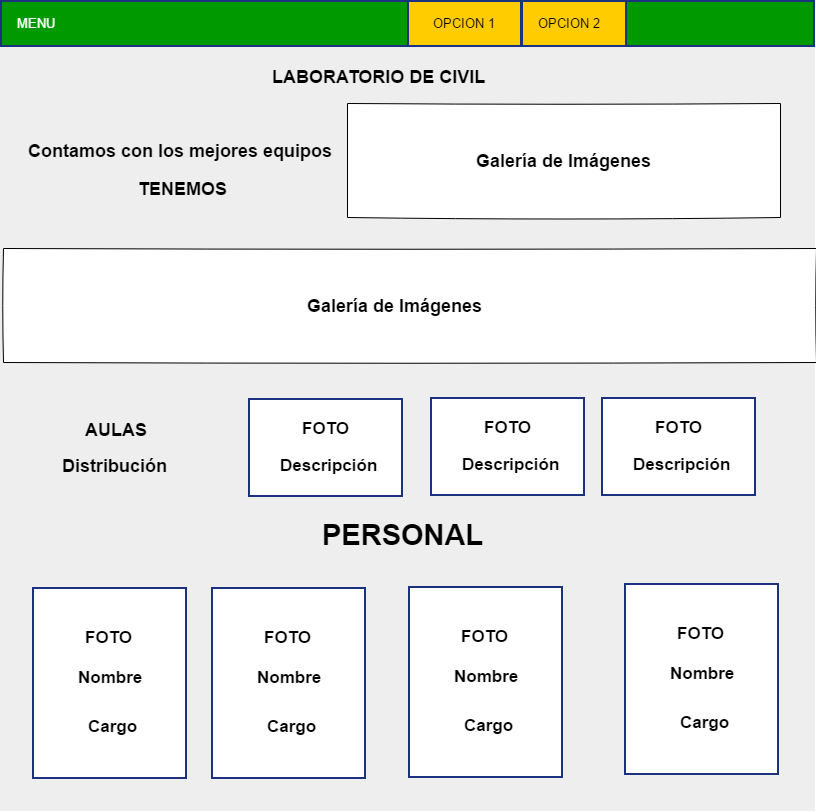 MENU
OPCION 1
OPCION 2
LABORATORIO DE CIVIL
Contamos con los mejores equipos
TENEMOS
Galería de Imágenes
Galería de Imágenes
AULAS
Distribución
FOTO
Descripción
FOTO
Descripción
FOTO
Descripción
PERSONAL
FOTO
Nombre
Cargo
FOTO
Nombre
Cargo
FOTO
Nombre
Cargo
FOTO
Nombre
Cargo